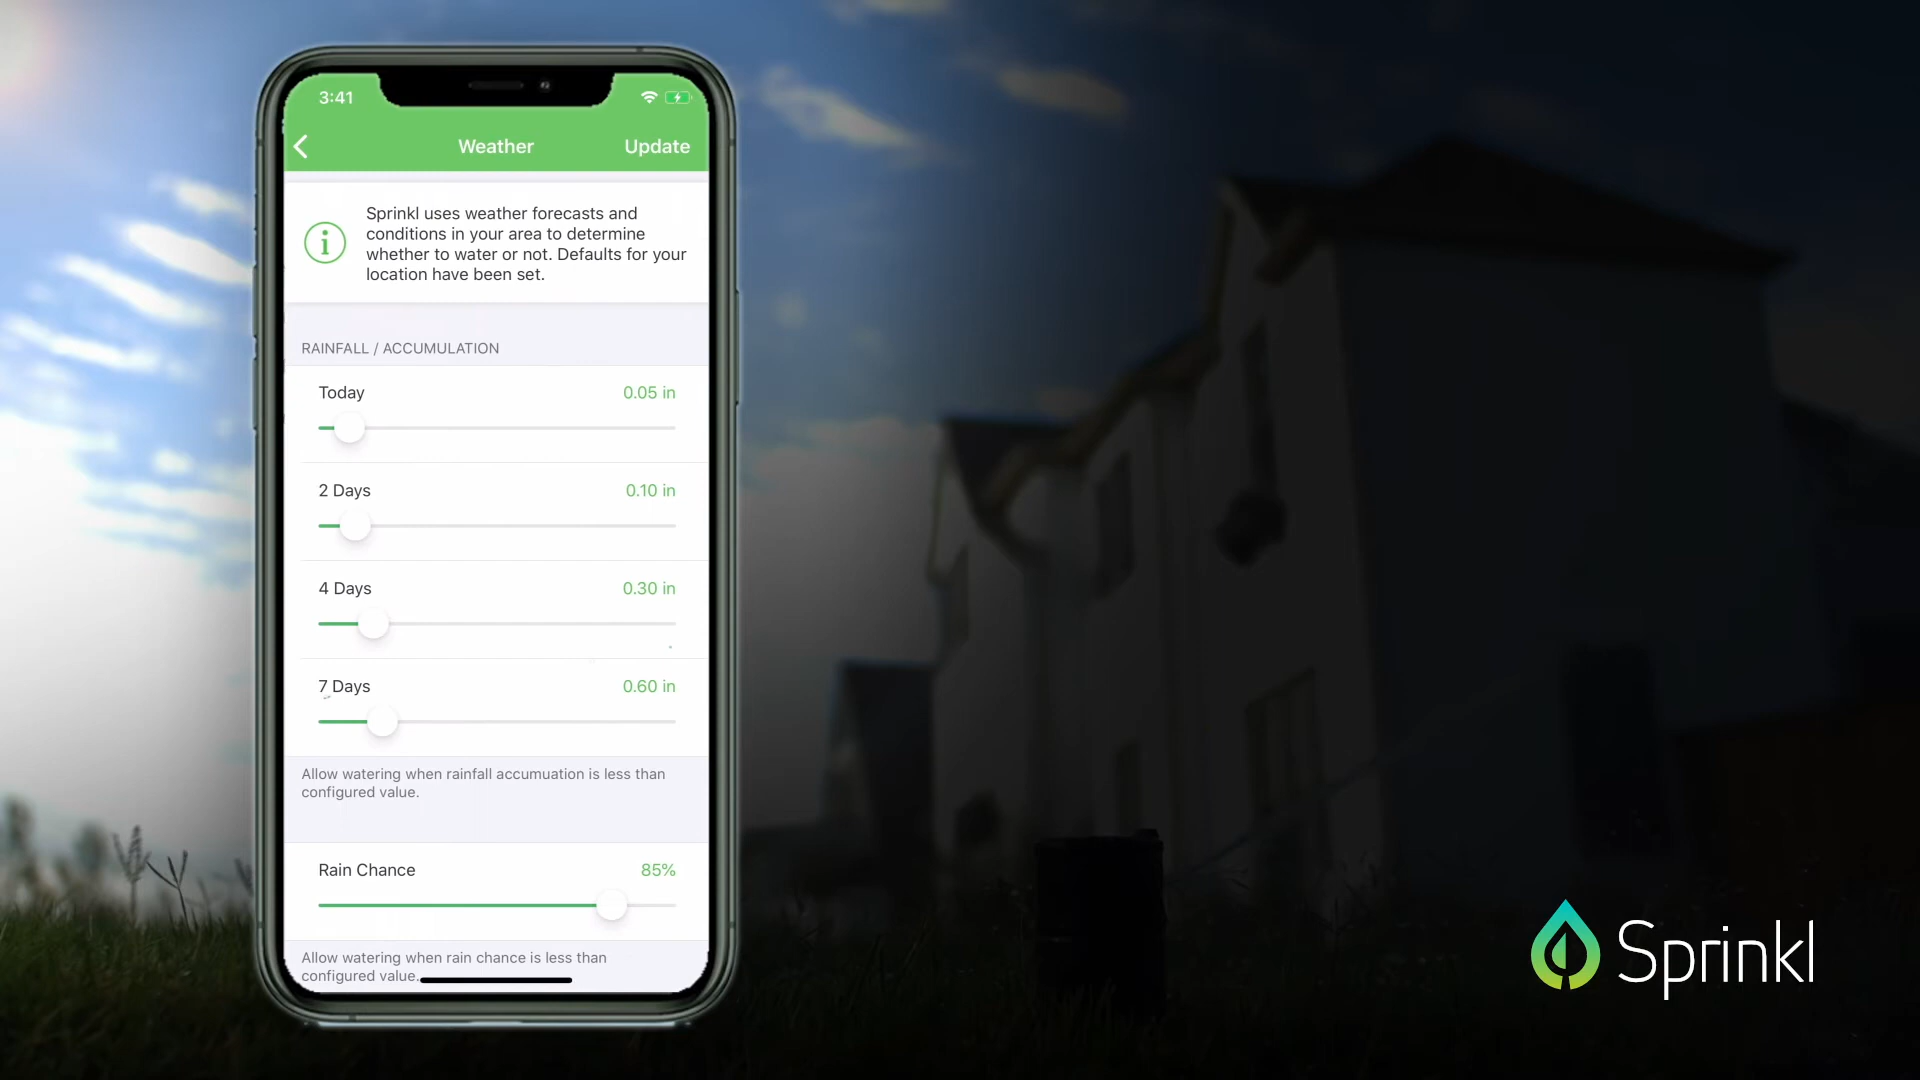 3:41
Weather
Update
Sprinkl uses weather forecasts and
conditions in your area to determine
whether to water or not. Defaults for your
location have been set.
RAINFALL / ACCUMULATION
Today
0.05 in
2 Days
0.10 in
4 Days
0.30 in
7 Days
0.60 in
Allow watering when rainfall accumuation is less than
configured value.
Rain Chance
85%
Allow watering when rain chance is less than
configured value.
Sprinkl